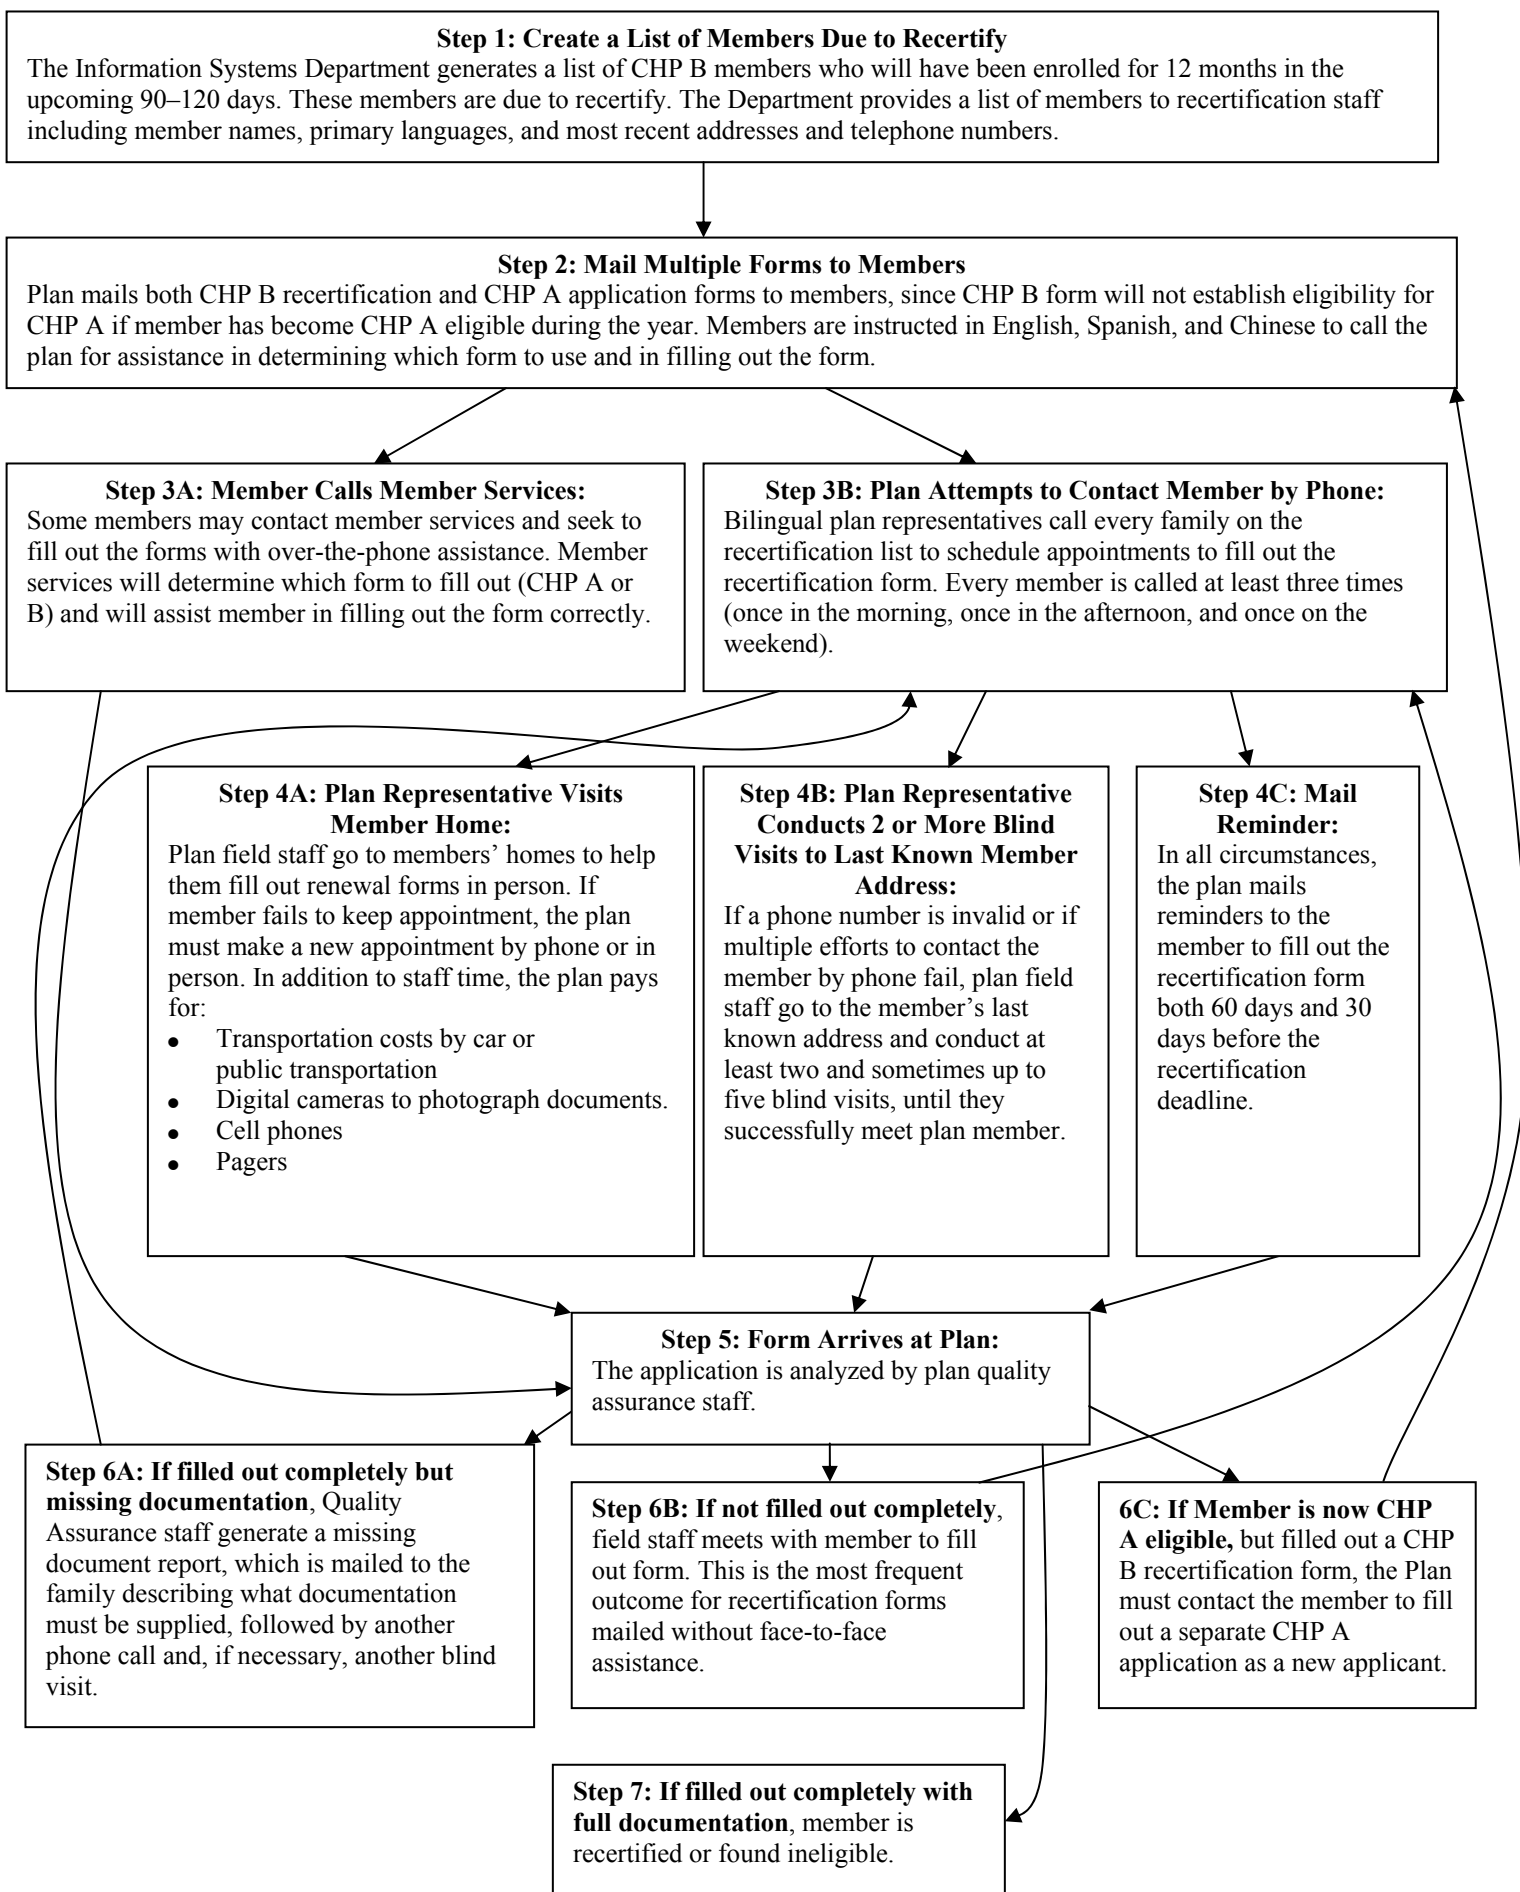 Step 1: Create a List of Members Due to Recertify
The Information Systems Department generates a list of CHP B members who will have been enrolled for 12 months in the
upcoming 90–120 days. These members are due to recertify. The Department provides a list of members to recertification staff
including member names, primary languages, and most recent addresses and telephone numbers.
Step 2: Mail Multiple Forms to Members
Plan mails both CHP B recertification and CHP A application forms to members, since CHP B form will not establish eligibility for
CHP A if member has become CHP A eligible during the year. Members are instructed in English, Spanish, and Chinese to call the
plan for assistance in determining which form to use and in filling out the form.
Step 3A: Member Calls Member Services:
Some members may contact member services and seek to
fill out the forms with over-the-phone assistance. Member
services will determine which form to fill out (CHP A or
B) and will assist member in filling out the form correctly.
Step 3B: Plan Attempts to Contact Member by Phone:
Bilingual plan representatives call every family on the
recertification list to schedule appointments to fill out the
recertification form. Every member is called at least three times
(once in the morning, once in the afternoon, and once on the
weekend).
Step 4A: Plan Representative Visits
Member Home:
Plan field staff go to members’ homes to help
them fill out renewal forms in person. If
member fails to keep appointment, the plan
must make a new appointment by phone or in
person. In addition to staff time, the plan pays
for:
• Transportation costs by car or
public transportation
• Digital cameras to photograph documents.
• Cell phones
• Pagers
Step 4B: Plan Representative
Conducts 2 or More Blind
Visits to Last Known Member
Address:
If a phone number is invalid or if
multiple efforts to contact the
member by phone fail, plan field
staff go to the member’s last
known address and conduct at
least two and sometimes up to
five blind visits, until they
successfully meet plan member.
Step 4C: Mail
Reminder:
In all circumstances,
the plan mails
reminders to the
member to fill out the
recertification form
both 60 days and 30
days before the
recertification
deadline.
Step 5: Form Arrives at Plan:
The application is analyzed by plan quality
assurance staff.
Step 6A: If filled out completely but
missing documentation, Quality
Assurance staff generate a missing
document report, which is mailed to the
family describing what documentation
must be supplied, followed by another
phone call and, if necessary, another blind
visit.
Step 6B: If not filled out completely,
field staff meets with member to fill
out form. This is the most frequent
outcome for recertification forms
mailed without face-to-face
assistance.
6C: If Member is now CHP
A eligible, but filled out a CHP
B recertification form, the Plan
must contact the member to fill
out a separate CHP A
application as a new applicant.
Step 7: If filled out completely with
full documentation, member is
recertified or found ineligible.